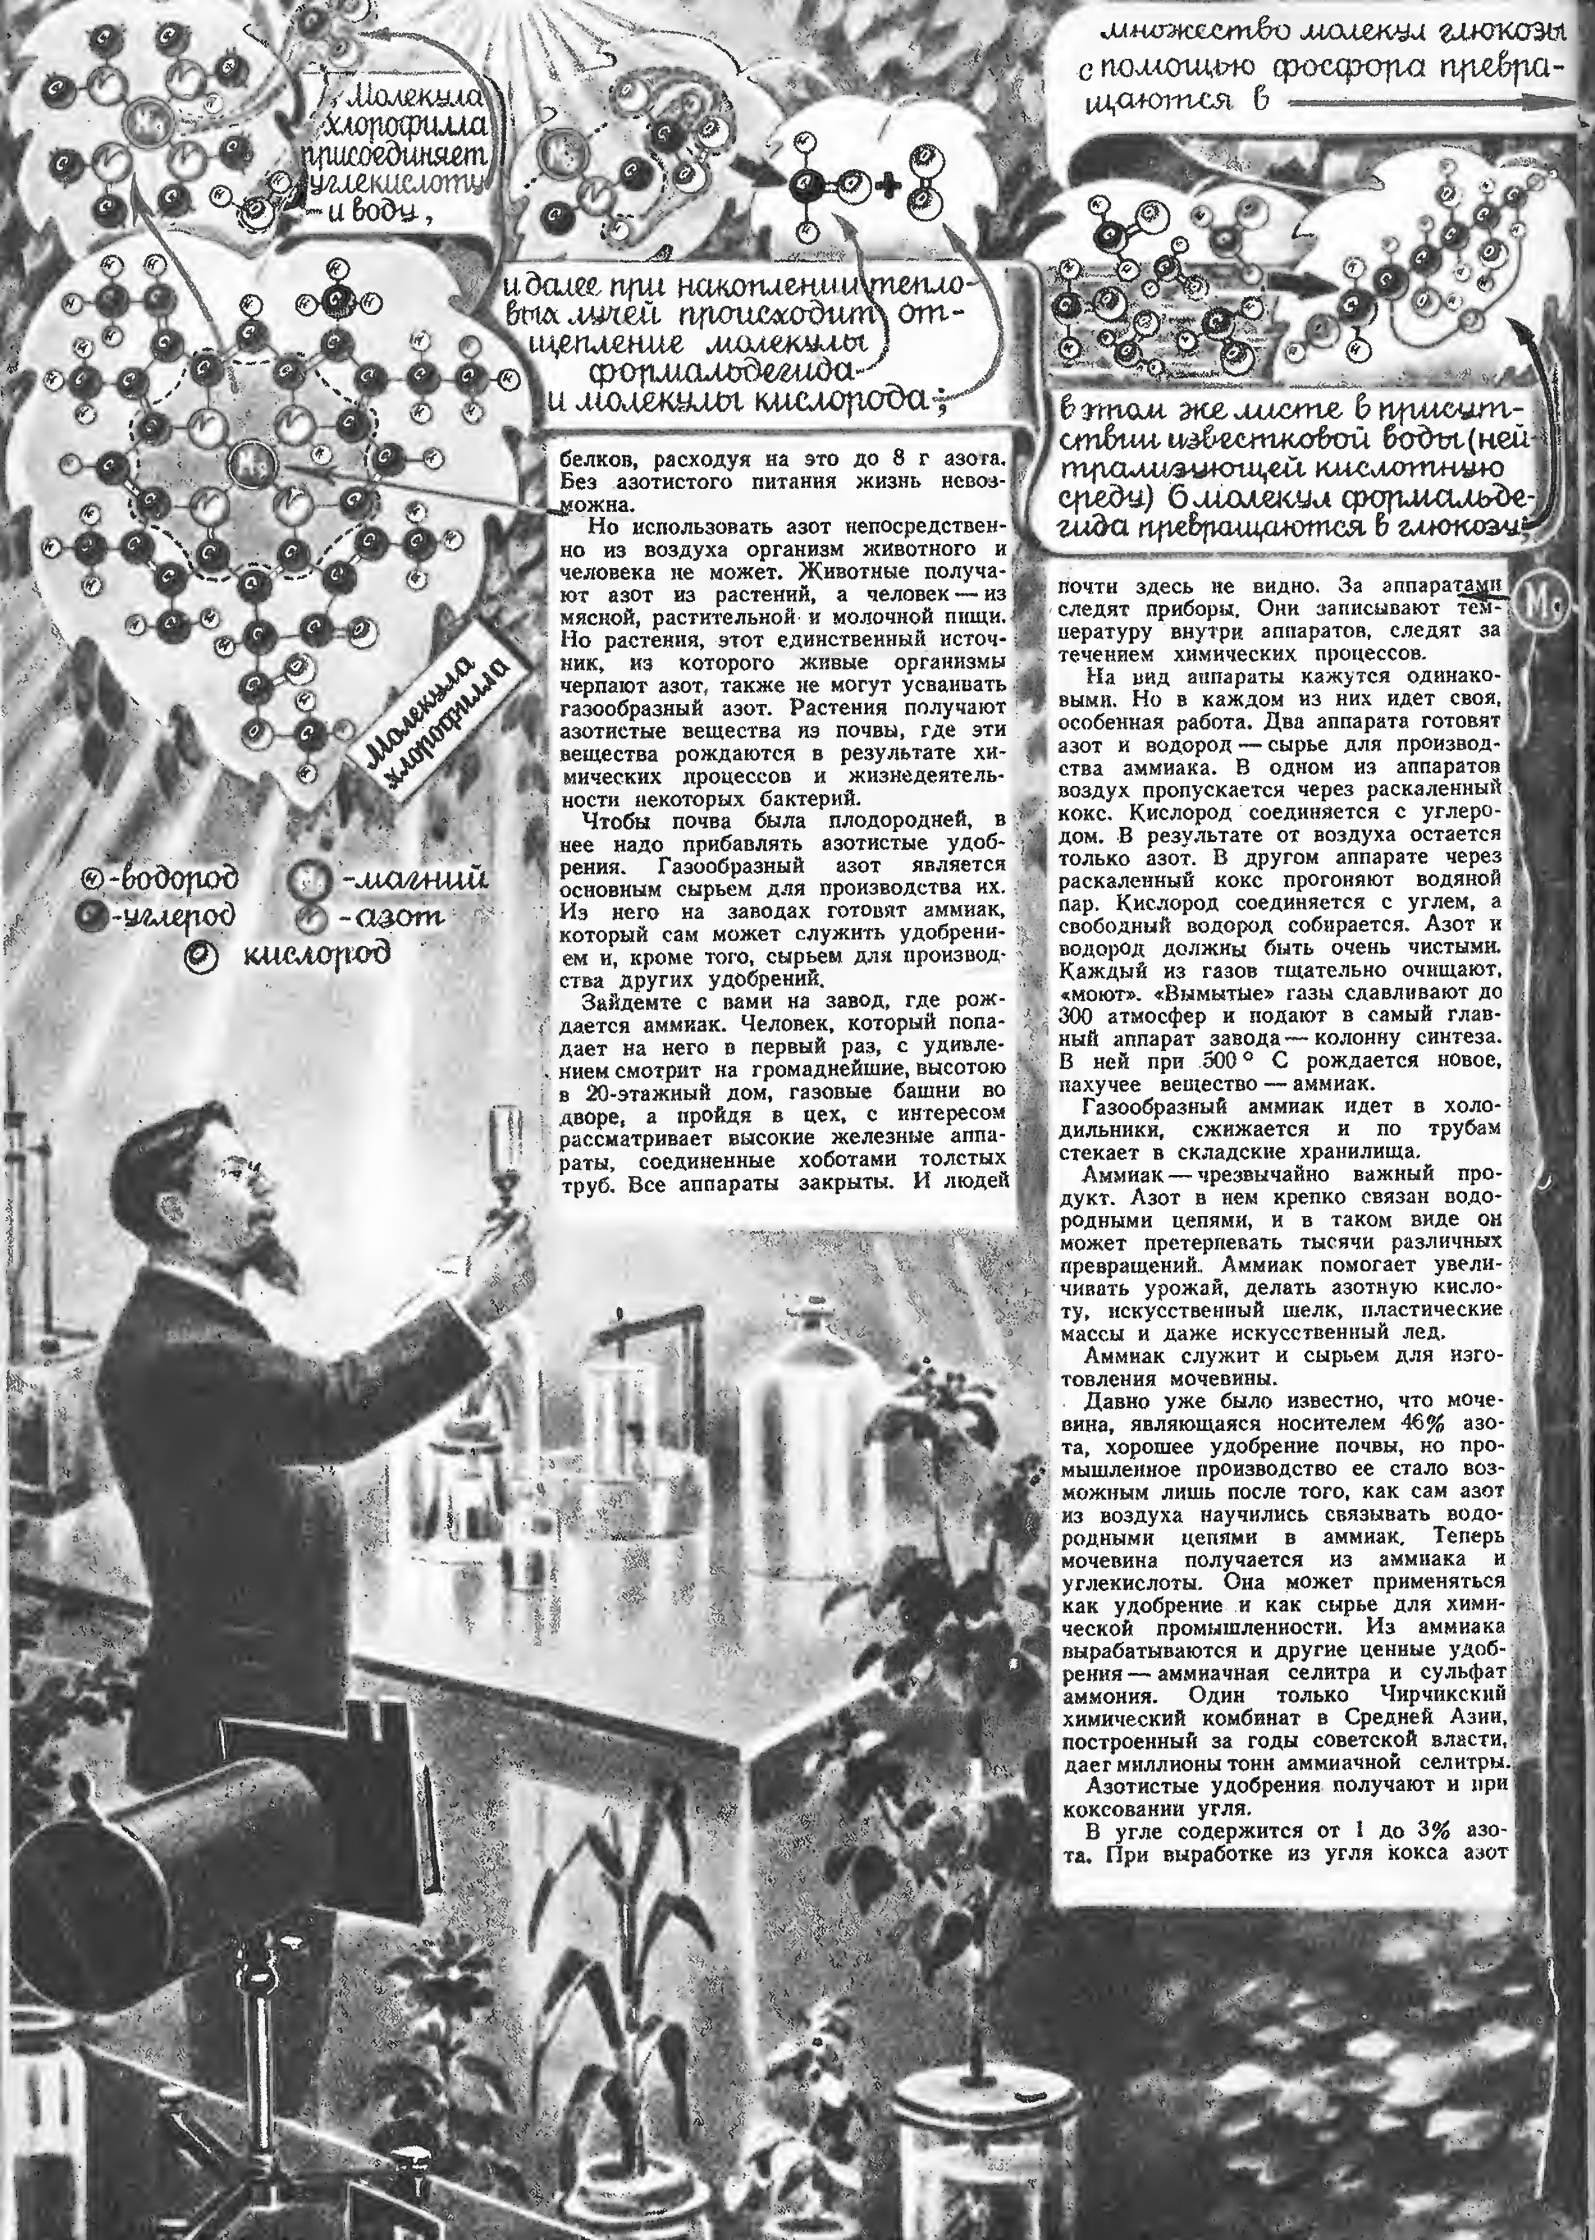 Молекула
хлорофилла
присоединяет
углекислоту
и воду,
и далее при накоплении тепло-
вых лучей происходит от-
щепление молекулы
формальдегида
и молекулы кислорода;
множество молекул глюкозы
с помощью фосфора превра-
щаются в
в этом же листе в присут-
ствии известковой воды (ней-
трализующей кислотную
среду) 6 молекул формальде-
гида превращаются в глюкозу;
Молекула
хлорофилла
H -водород
Mg -магний
C -углерод
N -азот
O кислород
белков, расходуя на это до 8 г азота.
Без азотистого питания жизнь невоз-
можна.
Но использовать азот непосредствен-
но из воздуха организм животного и
человека не может. Животные получа-
ют азот из растений, а человек — из
мясной, растительной и молочной пищи.
Но растения, этот единственный источ-
ник, из которого живые организмы
черпают азот, также не могут усваивать
газообразный азот. Растения получают
азотистые вещества из почвы, где эти
вещества рождаются в результате хи-
мических процессов и жизнедеятель-
ности некоторых бактерий.
Чтобы почва была плодородней, в
нее надо прибавлять азотистые удоб-
рения. Газообразный азот является
основным сырьем для производства их.
Из него на заводах готовят аммиак,
который сам может служить удобрени-
ем и, кроме того, сырьем для производ-
ства других удобрений.
Зайдемте с вами на завод, где рож-
дается аммиак. Человек, который попа-
дает на него в первый раз, с удивле-
нием смотрит на громаднейшие, высотою
в 20-этажный дом, газовые башни во
дворе, а пройдя в цех, с интересом
рассматривает высокие железные аппа-
раты, соединенные хоботами толстых
труб. Все аппараты закрыты. И людей
почти здесь не видно. За аппаратами
следят приборы. Они записывают тем-
пературу внутри аппаратов, следят за
течением химических процессов.
На вид аппараты кажутся одинако-
выми. Но в каждом из них идет своя,
особенная работа. Два аппарата готовят
азот и водород — сырье для производ-
ства аммиака. В одном из аппаратов
воздух пропускается через раскаленный
кокс. Кислород соединяется с углеро-
дом. В результате от воздуха остается
только азот. В другом аппарате через
раскаленный кокс прогоняют водяной
пар. Кислород соединяется с углем, а
свободный водород собирается. Азот и
водород должны быть очень чистыми.
Каждый из газов тщательно очищают,
«моют». «Вымытые» газы сдавливают до
300 атмосфер и подают в самый глав-
ный аппарат завода — колонну синтеза.
В ней при 500° С рождается новое,
пахучее вещество — аммиак.
Газообразный аммиак идет в холо-
дильники, сжижается и по трубам
стекает в складские хранилища.
Аммиак — чрезвычайно важный про-
дукт. Азот в нем крепко связан водо-
родными цепями, и в таком виде он
может претерпевать тысячи различных
превращений. Аммиак помогает увели-
чивать урожай, делать азотную кисло-
ту, искусственный шелк, пластические
массы и даже искусственный лед.
Аммиак служит и сырьем для изго-
товления мочевины.
Давно уже было известно, что моче-
вина, являющаяся носителем 46% азо-
та, хорошее удобрение почвы, но про-
мышленное производство ее стало воз-
можным лишь после того, как сам азот
из воздуха научились связывать водо-
родными цепями в аммиак. Теперь
мочевина получается из аммиака и
углекислоты. Она может применяться
как удобрение и как сырье для хими-
ческой промышленности. Из аммиака
вырабатываются и другие ценные удоб-
рения — аммиачная селитра и сульфат
аммония. Один только Чирчикский
химический комбинат в Средней Азии,
построенный за годы советской власти,
дает миллионы тонн аммиачной селитры.
Азотистые удобрения получают и при
коксовании угля.
В угле содержится от 1 до 3% азо-
та. При выработке из угля кокса азот